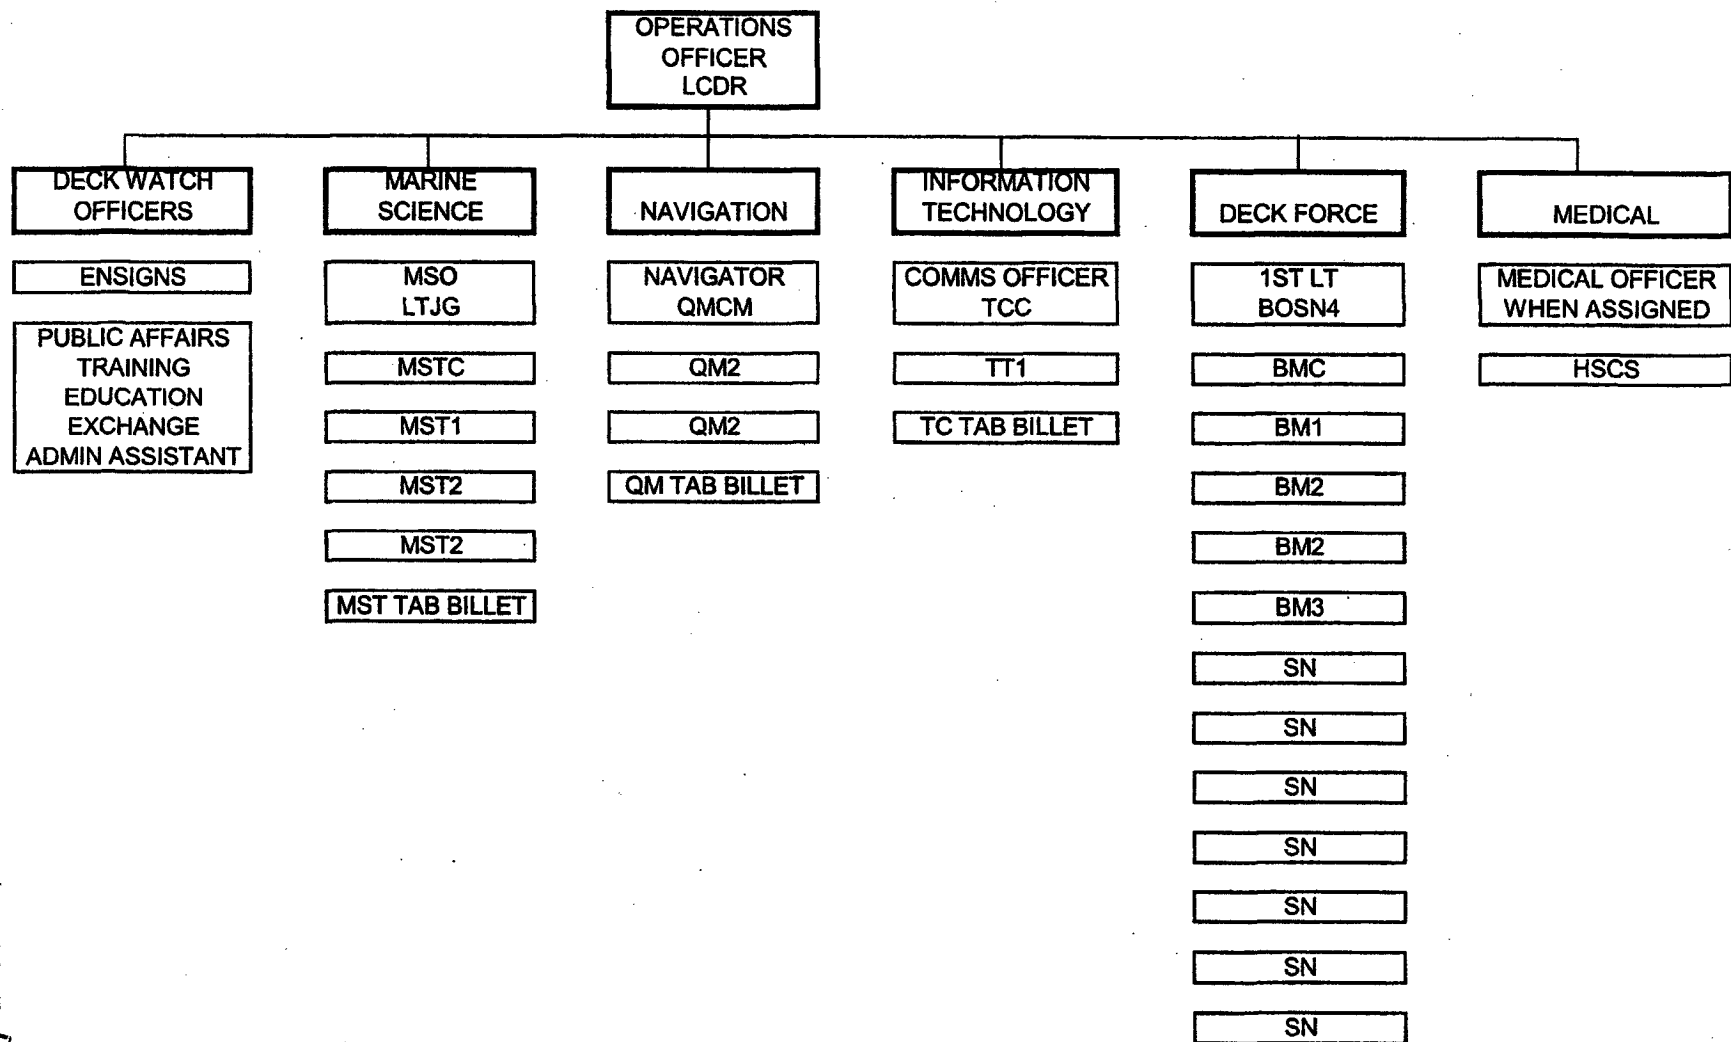 OPERATIONS
OFFICER
LCDR
DECK WATCH
OFFICERS
MARINE
SCIENCE
NAVIGATION
INFORMATION
TECHNOLOGY
DECK FORCE
MEDICAL
ENSIGNS
PUBLIC AFFAIRS
TRAINING
EDUCATION
EXCHANGE
ADMIN ASSISTANT
MSO
LTJG
MSTC
MST1
MST2
MST2
MST TAB BILLET
NAVIGATOR
QMCM
QM2
QM2
QM TAB BILLET
COMMS OFFICER
TCC
TT1
TC TAB BILLET
1ST LT
BOSN4
BMC
BM1
BM2
BM2
BM3
SN
SN
SN
SN
SN
SN
SN
MEDICAL OFFICER
WHEN ASSIGNED
HSCS